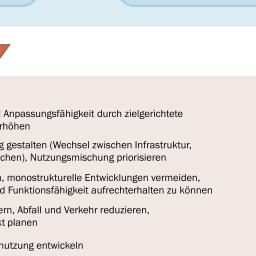 Anpassungsfähigkeit durch zielgerichtete
rhöhen
g gestalten (Wechsel zwischen Infrastruktur,
chen), Nutzungsmischung priorisieren
, monostrukturelle Entwicklungen vermeiden,
d Funktionsfähigkeit aufrechterhalten zu können
ern, Abfall und Verkehr reduzieren,
kt planen
nutzung entwickeln